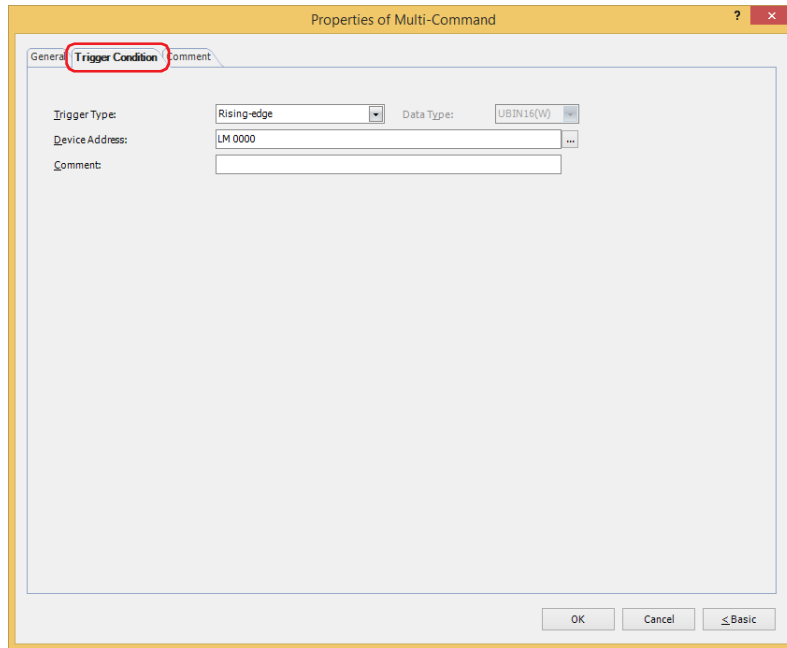 Properties of Multi-Command ? ×
General Trigger Condition Comment
Trigger Type: Rising-edge Data Type: UBIN16(W)
Device Address: LM 0000 ...
Comment:
OK Cancel < Basic